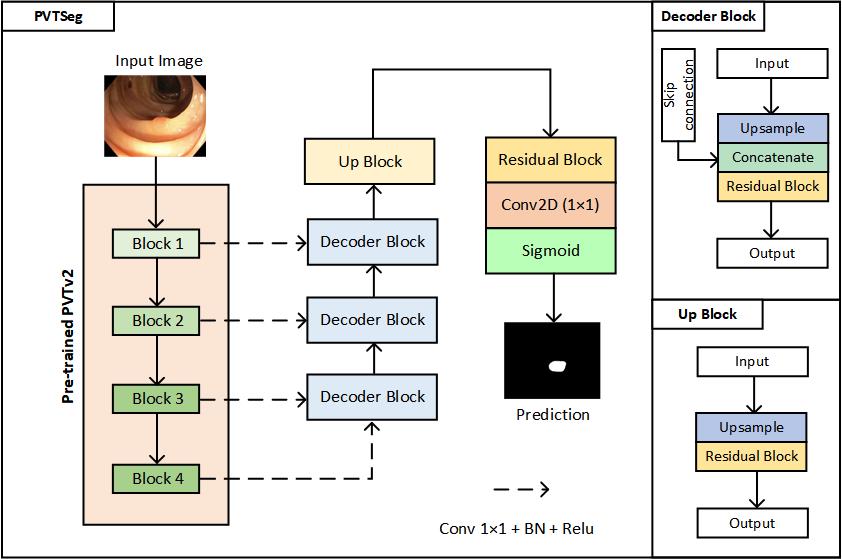 PVTSeg
Input Image
Pre-trained PVTv2
Block 1
Block 2
Block 3
Block 4
Up Block
Decoder Block
Decoder Block
Decoder Block
Residual Block
Conv2D (1×1)
Sigmoid
Prediction
Conv 1×1 + BN + Relu
Decoder Block
Skip
connection
Input
Upsample
Concatenate
Residual Block
Output
Up Block
Input
Upsample
Residual Block
Output